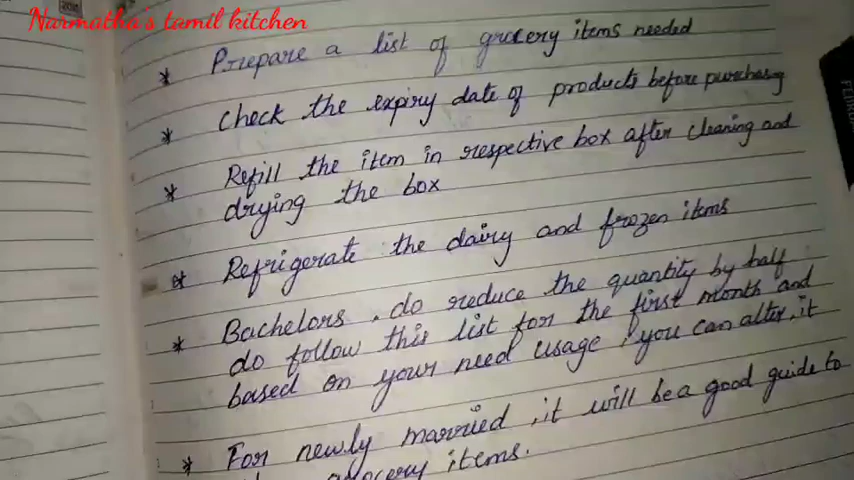 Narmatha's tamil kitchen
* Prepare a list of grocery items needed
* Check the expiry date of products before purchasing
* Refill the item in respective box after cleaning and
drying the box
* Refrigerate the dairy and frozen items
* Bachelors, do reduce the quantity by half
do follow this list for the first month and
based on your need usage, you can alter it
* For newly married, it will be a good guide to
grocery items.